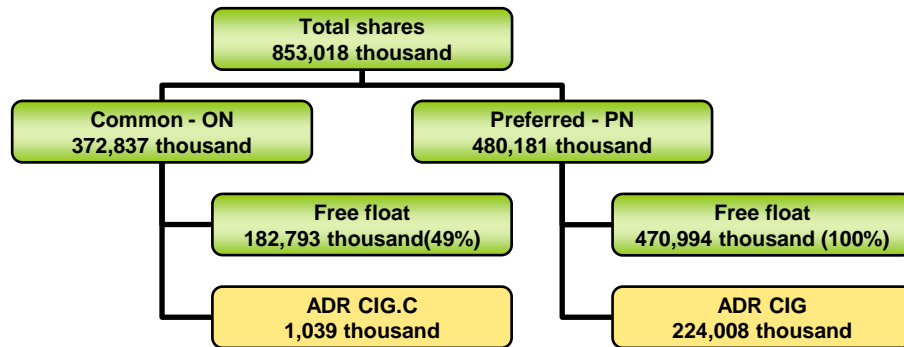 Total shares
853,018 thousand
Common - ON
372,837 thousand
Preferred - PN
480,181 thousand
Free float
182,793 thousand(49%)
Free float
470,994 thousand (100%)
ADR CIG.C
1,039 thousand
ADR CIG
224,008 thousand